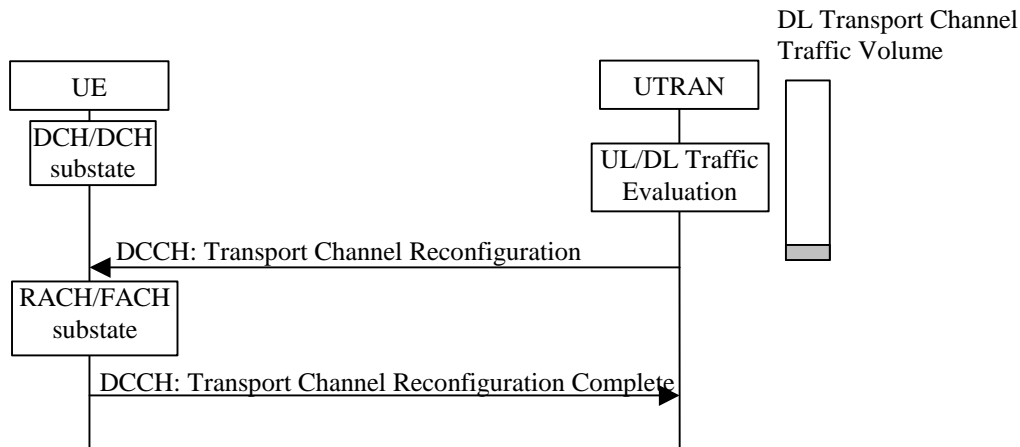 DL Transport Channel
Traffic Volume
UE
UTRAN
DCH/DCH
substate
UL/DL Traffic
Evaluation
DCCH: Transport Channel Reconfiguration
RACH/FACH
substate
DCCH: Transport Channel Reconfiguration Complete